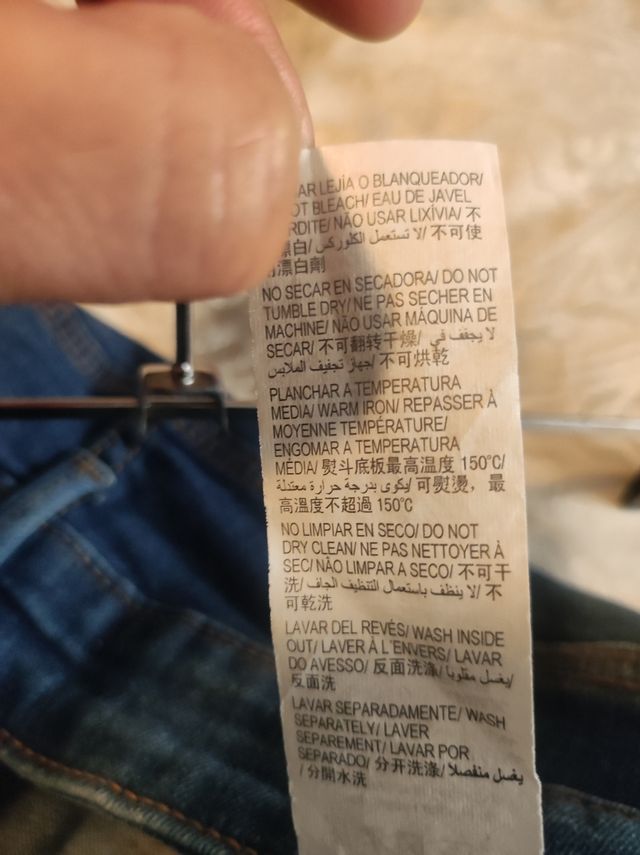 AR LEJÍA O BLANQUEADOR/
OT BLEACH/ EAU DE JAVEL
RDITE/ NÃO USAR LIXÍVIA/ 不
漂白/ لا تستعمل الكلوركس/ 不可使
漂白劑
NO SECAR EN SECADORA/ DO NOT
TUMBLE DRY/ NE PAS SECHER EN
MACHINE/ NÃO USAR MÁQUINA DE
SECAR/ 不可翻转干燥/ لا يجفف في
جهاز تجفيف الملابس/ 不可烘乾
PLANCHAR A TEMPERATURA
MEDIA/ WARM IRON/ REPASSER À
MOYENNE TEMPÉRATURE/
ENGOMAR A TEMPERATURA
MÉDIA/ 熨斗底板最高温度 150°C/
يكوى بدرجة حرارة معتدلة/ 可熨燙，最
高溫度不超過 150°C
NO LIMPIAR EN SECO/ DO NOT
DRY CLEAN/ NE PAS NETTOYER À
SEC/ NÃO LIMPAR A SECO/ 不可干
洗/ لا ينظف باستعمال التنظيف الجاف/ 不
可乾洗
LAVAR DEL REVÉS/ WASH INSIDE
OUT/ LAVER À L'ENVERS/ LAVAR
DO AVESSO/ 反面洗涤/ يغسل مقلوبا/
反面洗
LAVAR SEPARADAMENTE/ WASH
SEPARATELY/ LAVER
SEPAREMENT/ LAVAR POR
SEPARADO/ 分开洗涤/ يغسل منفصلا
/ 分開水洗